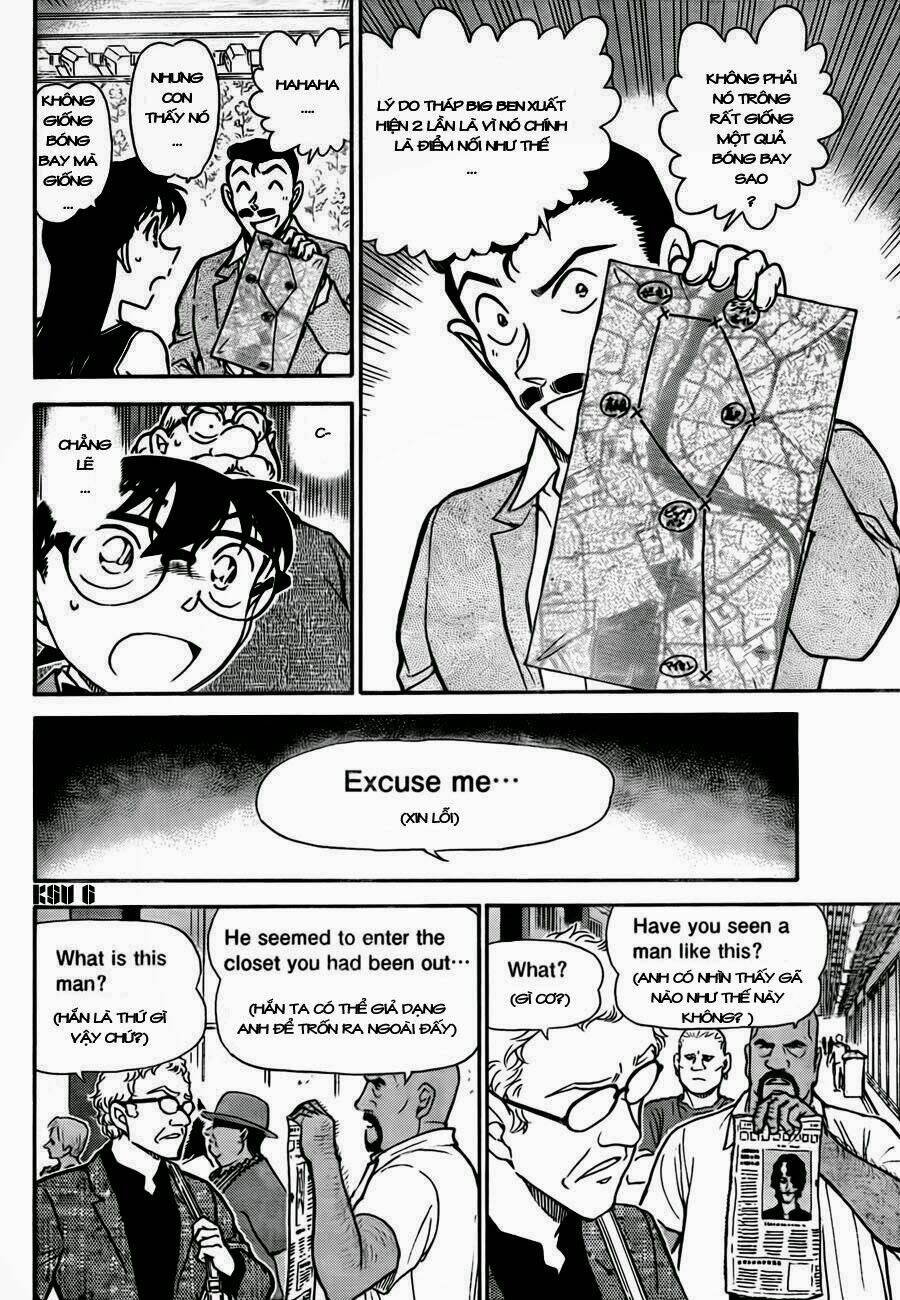 KHÔNG PHẢI
NÓ TRÔNG
RẤT GIỐNG
MỘT QUẢ
BÓNG BAY
SAO
?
LÝ DO THÁP BIG BEN XUẤT
HIỆN 2 LẦN LÀ VÌ NÓ CHÍNH
LÀ ĐIỂM NỐI NHƯ THẾ
...
HAHAHA
....
NHƯNG
CON
THẤY NÓ
...
KHÔNG
GIỐNG
BÓNG
BAY MÀ
GIỐNG
...
C-
CHẲNG
LẼ
...
Excuse me…
(XIN LỖI)
KSV 6
Have you seen a
man like this?
(ANH CÓ NHÌN THẤY GÃ
NÀO NHƯ THẾ NÀY
KHÔNG? )
What?
(GÌ CƠ?)
He seemed to enter the
closet you had been out…
(HẮN TA CÓ THỂ GIẢ DẠNG
ANH ĐỂ TRỐN RA NGOÀI ĐẤY)
What is this
man?
(HẮN LÀ THỨ GÌ
VẬY CHỨ?)